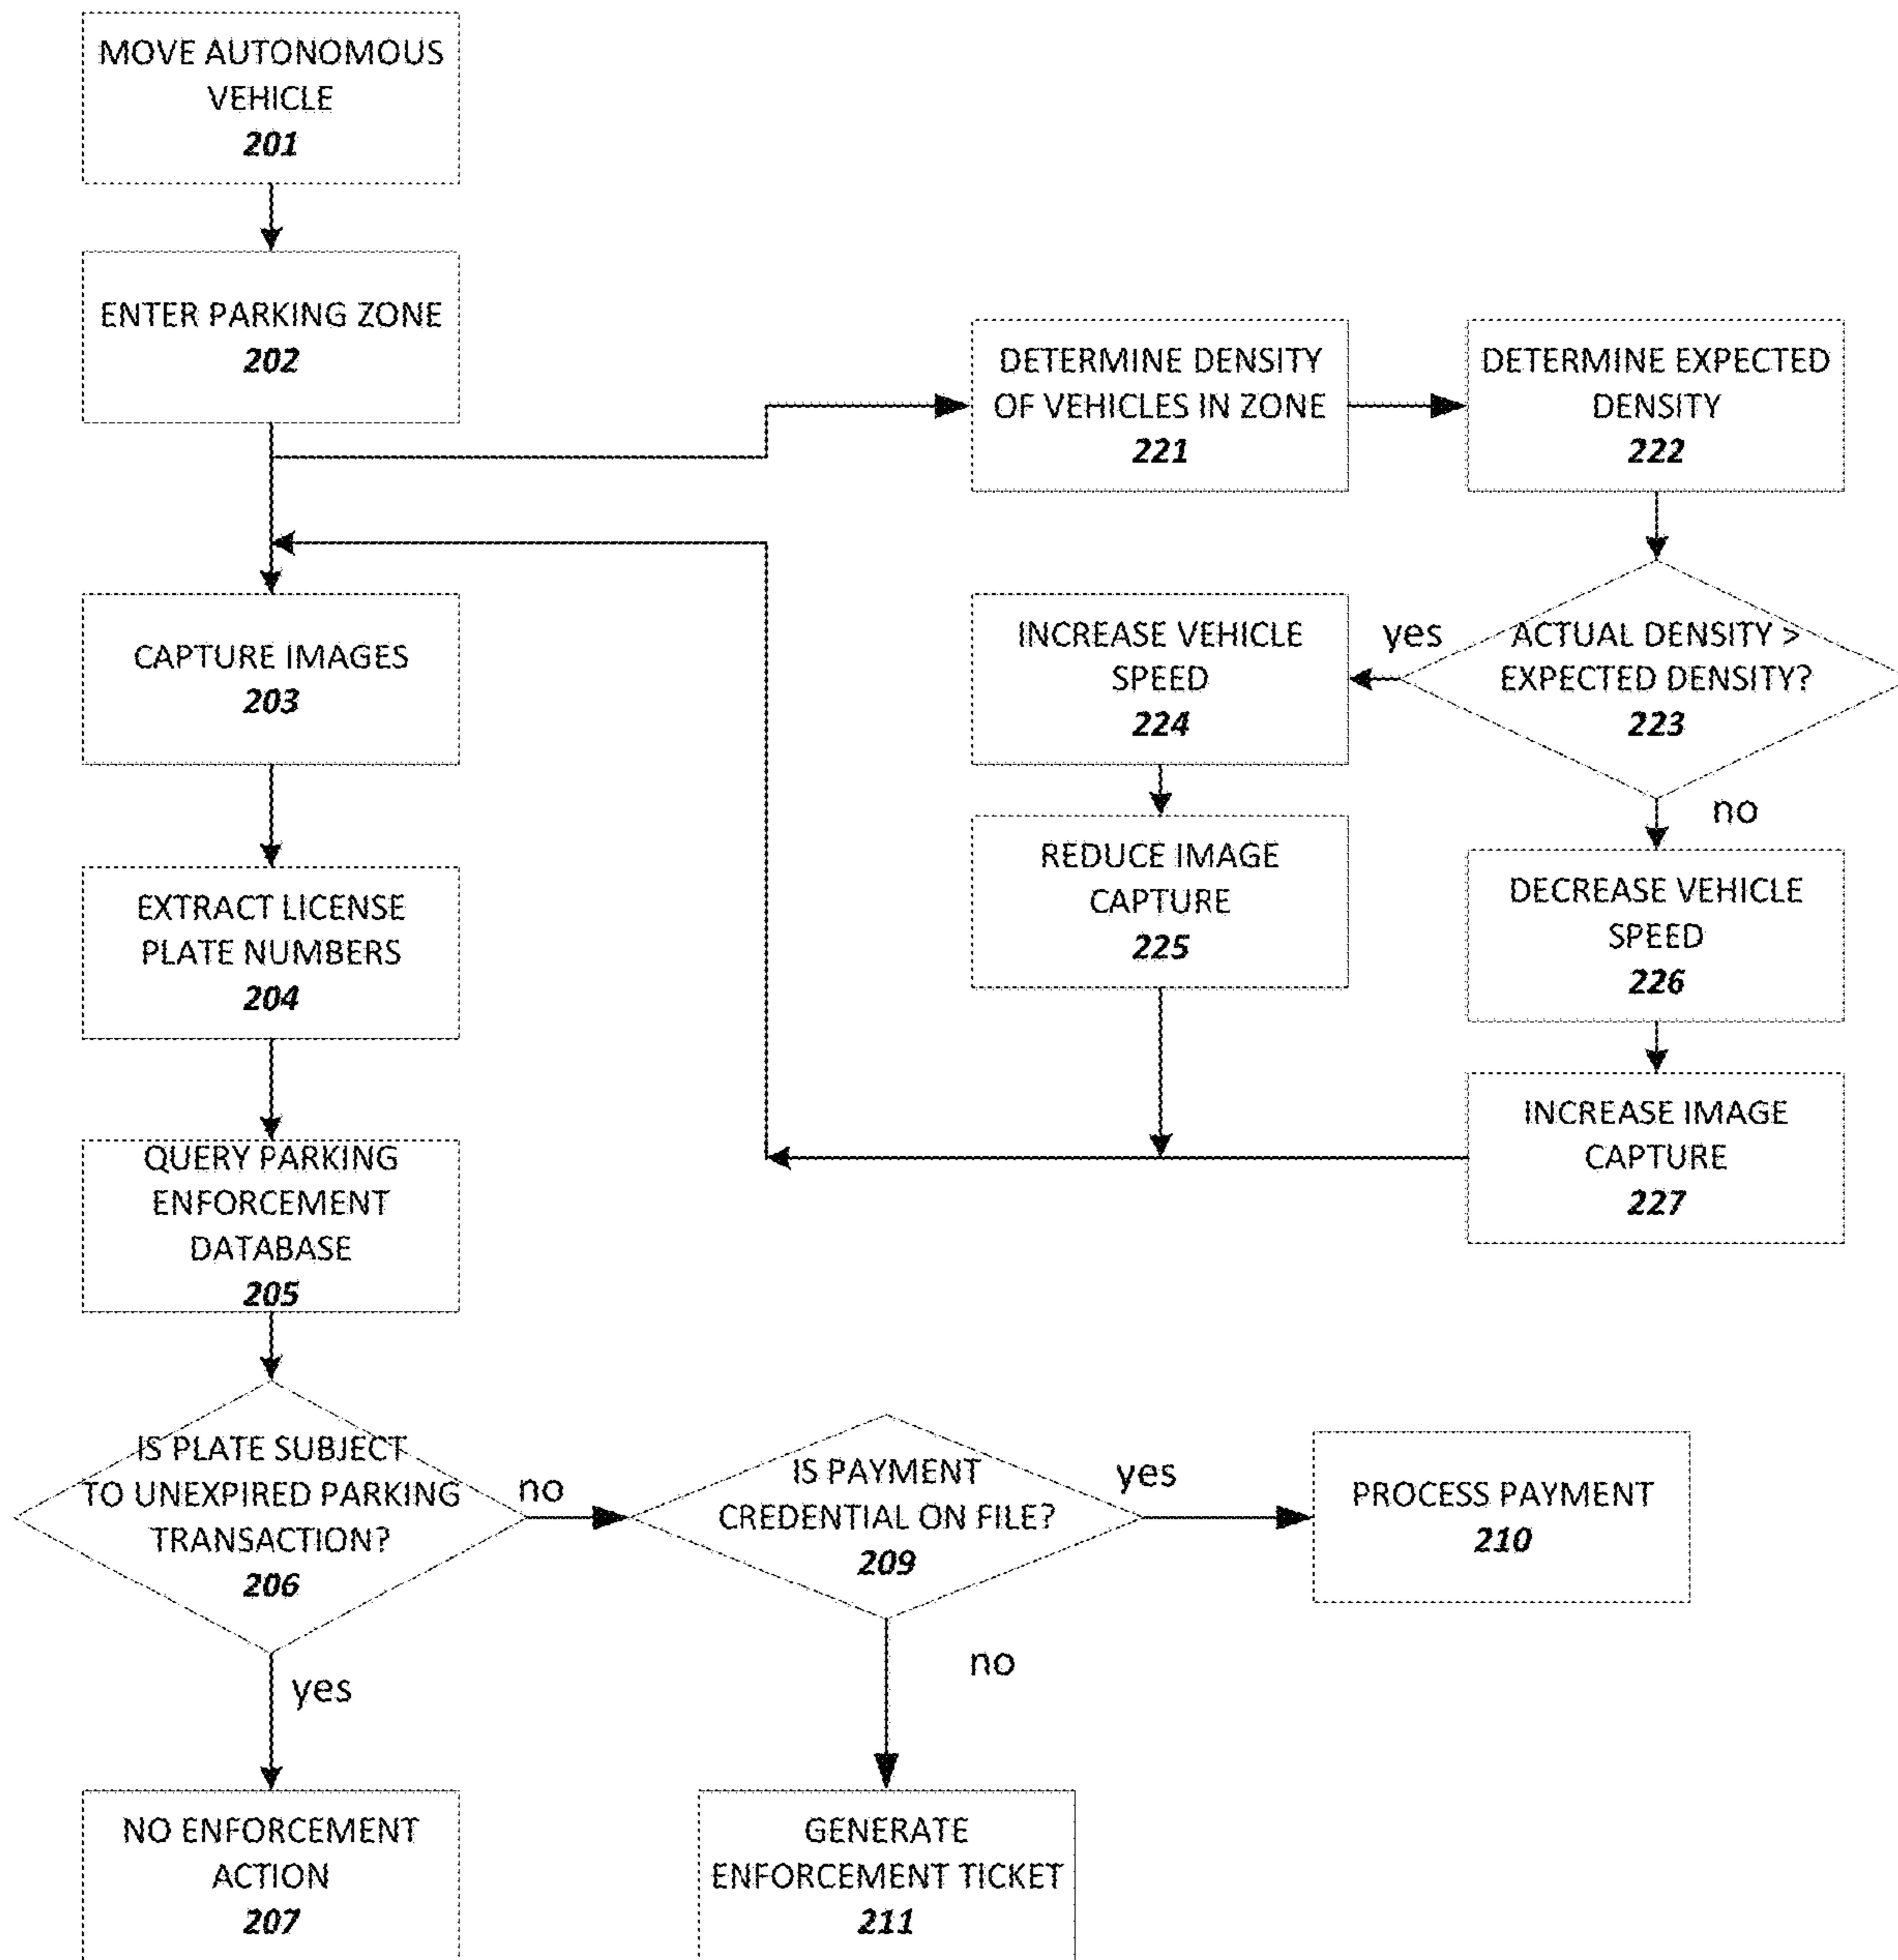 MOVE AUTONOMOUS
VEHICLE
201
ENTER PARKING ZONE
202
DETERMINE DENSITY
OF VEHICLES IN ZONE
221
DETERMINE EXPECTED
DENSITY
222
CAPTURE IMAGES
203
INCREASE VEHICLE
SPEED
224
yes
ACTUAL DENSITY >
EXPECTED DENSITY?
223
no
REDUCE IMAGE
CAPTURE
225
DECREASE VEHICLE
SPEED
226
EXTRACT LICENSE
PLATE NUMBERS
204
INCREASE IMAGE
CAPTURE
227
QUERY PARKING
ENFORCEMENT
DATABASE
205
IS PLATE SUBJECT
TO UNEXPIRED PARKING
TRANSACTION?
206
no
IS PAYMENT
CREDENTIAL ON FILE?
209
yes
PROCESS PAYMENT
210
yes
no
NO ENFORCEMENT
ACTION
207
GENERATE
ENFORCEMENT TICKET
211